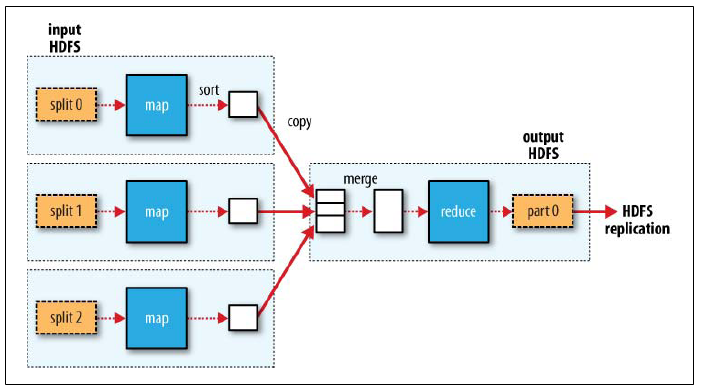 input
HDFS
split 0
map
sort
copy
split 1
map
split 2
map
merge
reduce
output
HDFS
part 0
HDFS
replication